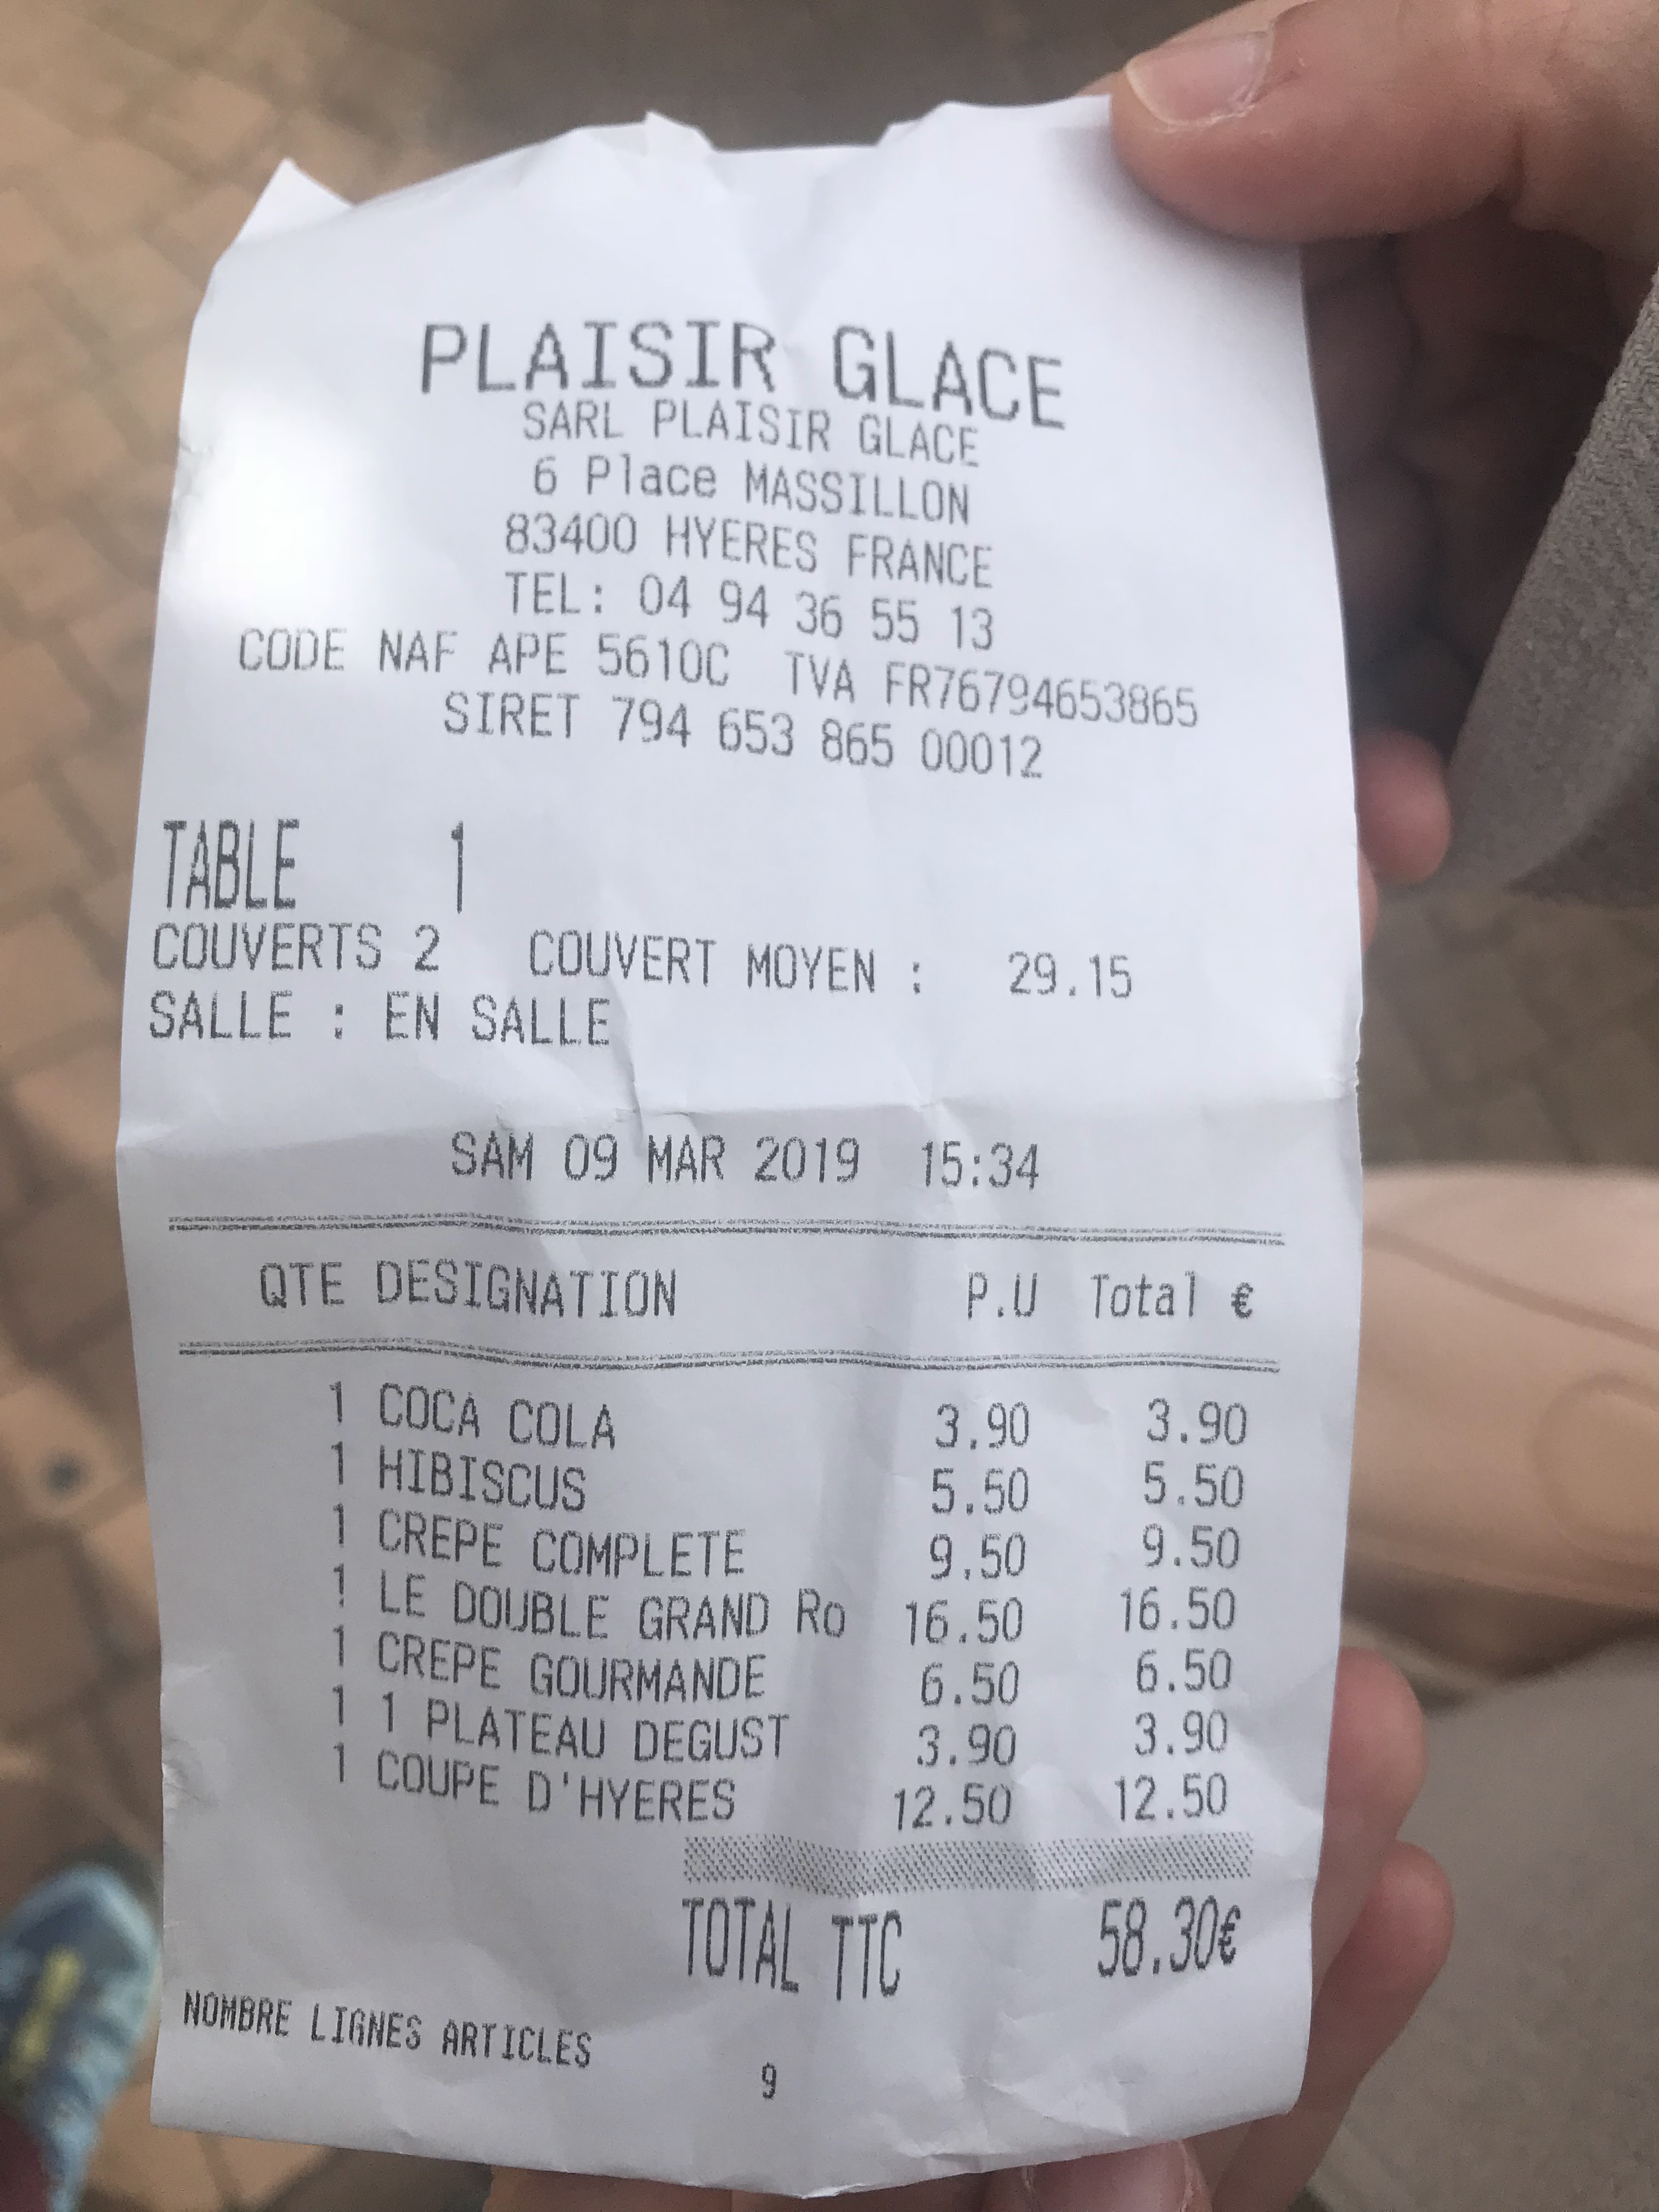 PLAISIR GLACE
SARL PLAISIR GLACE
6 Place MASSILLON
83400 HYERES FRANCE
TEL: 04 94 36 55 13
CODE NAF APE 5610C TVA FR76794653865
SIRET 794 653 865 00012
TABLE 1
COUVERTS 2 COUVERT MOYEN : 29.15
SALLE : EN SALLE
SAM 09 MAR 2019 15:34
QTE DESIGNATION P.U Total €
1 COCA COLA 3.90 3.90
1 HIBISCUS 5.50 5.50
1 CREPE COMPLETE 9.50 9.50
1 LE DOUBLE GRAND Ro 16.50 16.50
1 CREPE GOURMANDE 6.50 6.50
1 1 PLATEAU DEGUST 3.90 3.90
1 COUPE D'HYERES 12.50 12.50
TOTAL TTC 58.30€
NOMBRE LIGNES ARTICLES 9